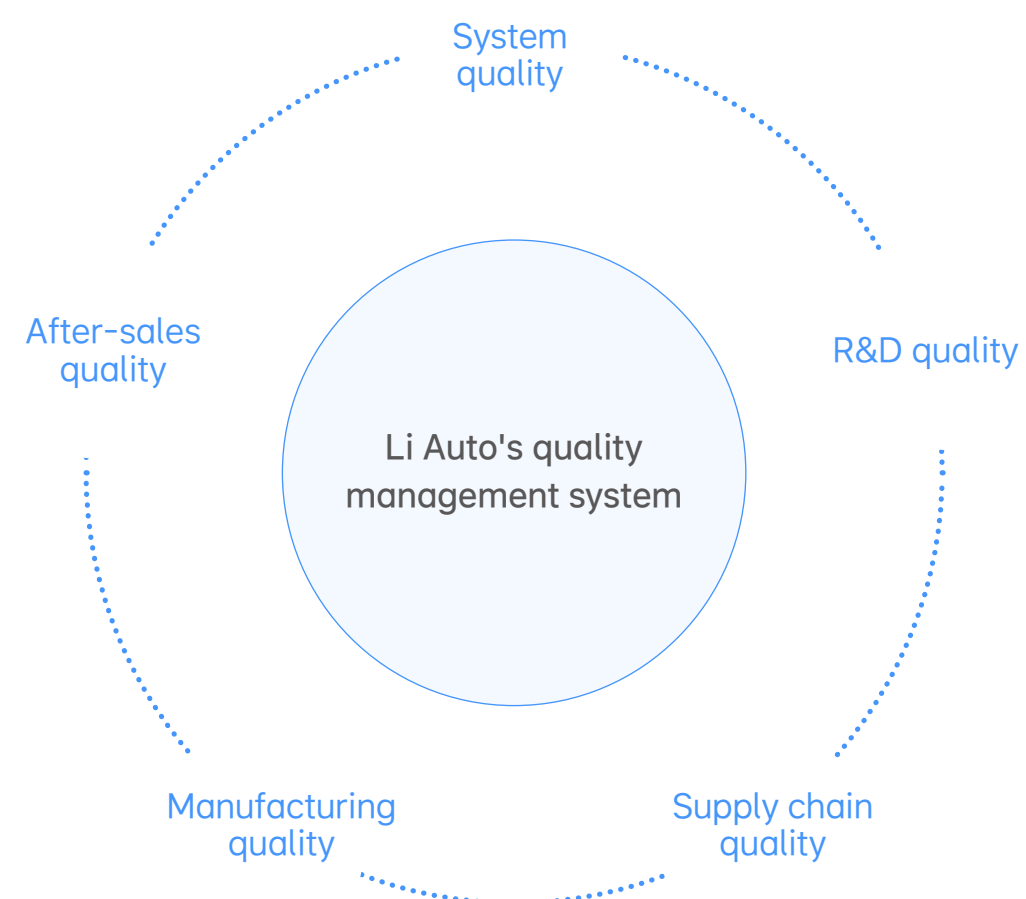 System
quality
After-sales
quality
R&D quality
Li Auto's quality
management system
Manufacturing
quality
Supply chain
quality